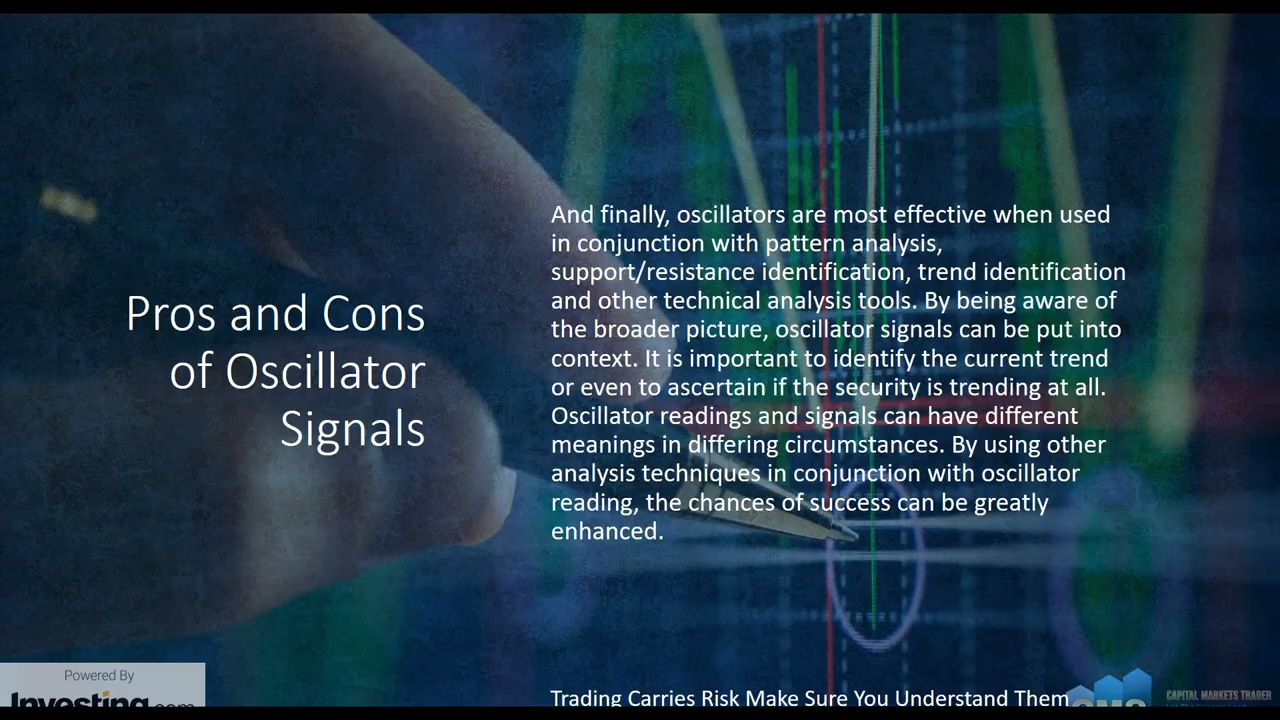 Pros and Cons
of Oscillator
Signals
And finally, oscillators are most effective when used
in conjunction with pattern analysis,
support/resistance identification, trend identification
and other technical analysis tools. By being aware of
the broader picture, oscillator signals can be put into
context. It is important to identify the current trend
or even to ascertain if the security is trending at all.
Oscillator readings and signals can have different
meanings in differing circumstances. By using other
analysis techniques in conjunction with oscillator
reading, the chances of success can be greatly
enhanced.
Powered By
Investing.com
Trading Carries Risk Make Sure You Understand Them
CAPITAL MARKETS TRADER